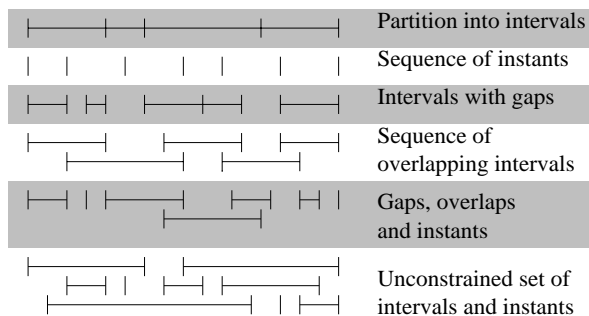 Partition into intervals
Sequence of instants
Intervals with gaps
Sequence of
overlapping intervals
Gaps, overlaps
and instants
Unconstrained set of
intervals and instants